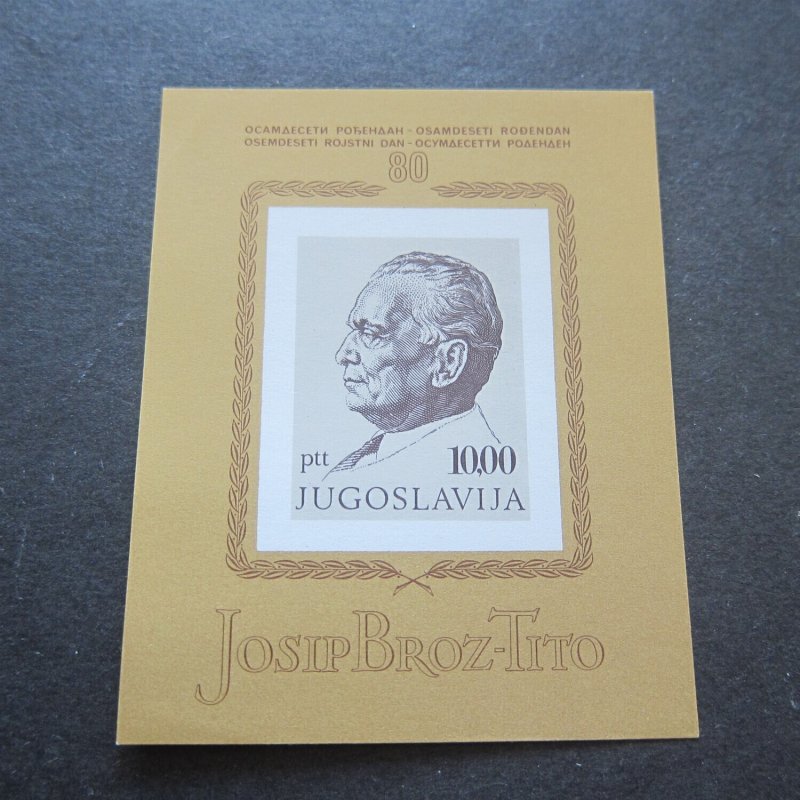 ОСАМДЕСЕТИ РОЂЕНДАН - OSAMDESETI ROĐENDAN
OSEMDESETI ROJSTNI DAN - ОСУМДЕСЕТТИ РОДЕНДЕН
80
ptt 10,00
JUGOSLAVIJA
JOSIP BROZ-TITO